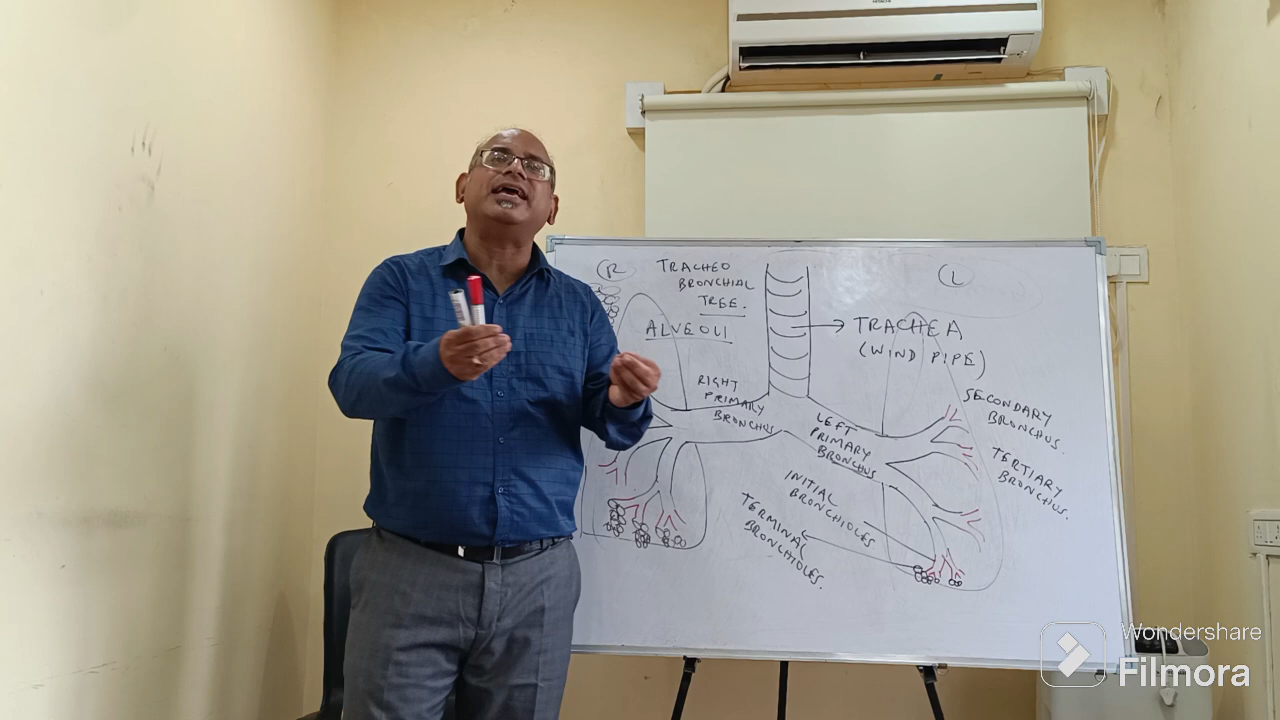 HITACHI
R
TRACHEO
BRONCHIAL
TREE.
ALVEOLI
L
TRACHEA
(WIND PIPE)
RIGHT
PRIMARY
BRONCHUS
LEFT
PRIMARY
BRONCHUS
SECONDARY
BRONCHUS.
TERTIARY
BRONCHUS.
INITIAL
BRONCHIOLES
TERMINAL
BRONCHIOLES.
Wondershare
Filmora